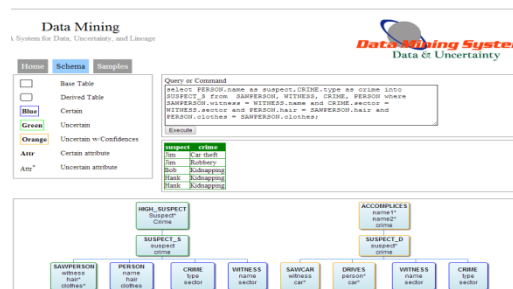 Data Mining
A System for Data, Uncertainty, and Lineage
Data Mining System
Data & Uncertainty
Home Schema Samples
Base Table
Derived Table
Blue Certain
Green Uncertain
Orange Uncertain w/Confidences
Attr Certain attribute
Attr* Uncertain attribute
Query or Command
select PERSON.name as suspect,CRIME.type as crime into
SUSPECT_S from SAWPERSON, WITNESS, CRIME, PERSON where
SAWPERSON.witness = WITNESS.name and CRIME.sector =
WITNESS.sector and PERSON.hair = SAWPERSON.hair and
PERSON.clothes = SAWPERSON.clothes;
Execute
suspect crime
Jim Car theft
Jim Robbery
Bob Kidnapping
Hank Kidnapping
Hank Kidnapping
HIGH_SUSPECT
Suspect*
Crime
ACCOMPLICES
name1*
name2*
crime
SUSPECT_S
suspect
crime
SUSPECT_D
suspect*
crime
SAWPERSON
witness
hair*
clothes*
PERSON
name
hair
clothes
CRIME
type
sector
WITNESS
name
sector
SAWCAR
witness
car*
DRIVES
person*
car*
WITNESS
name
sector
CRIME
type
sector